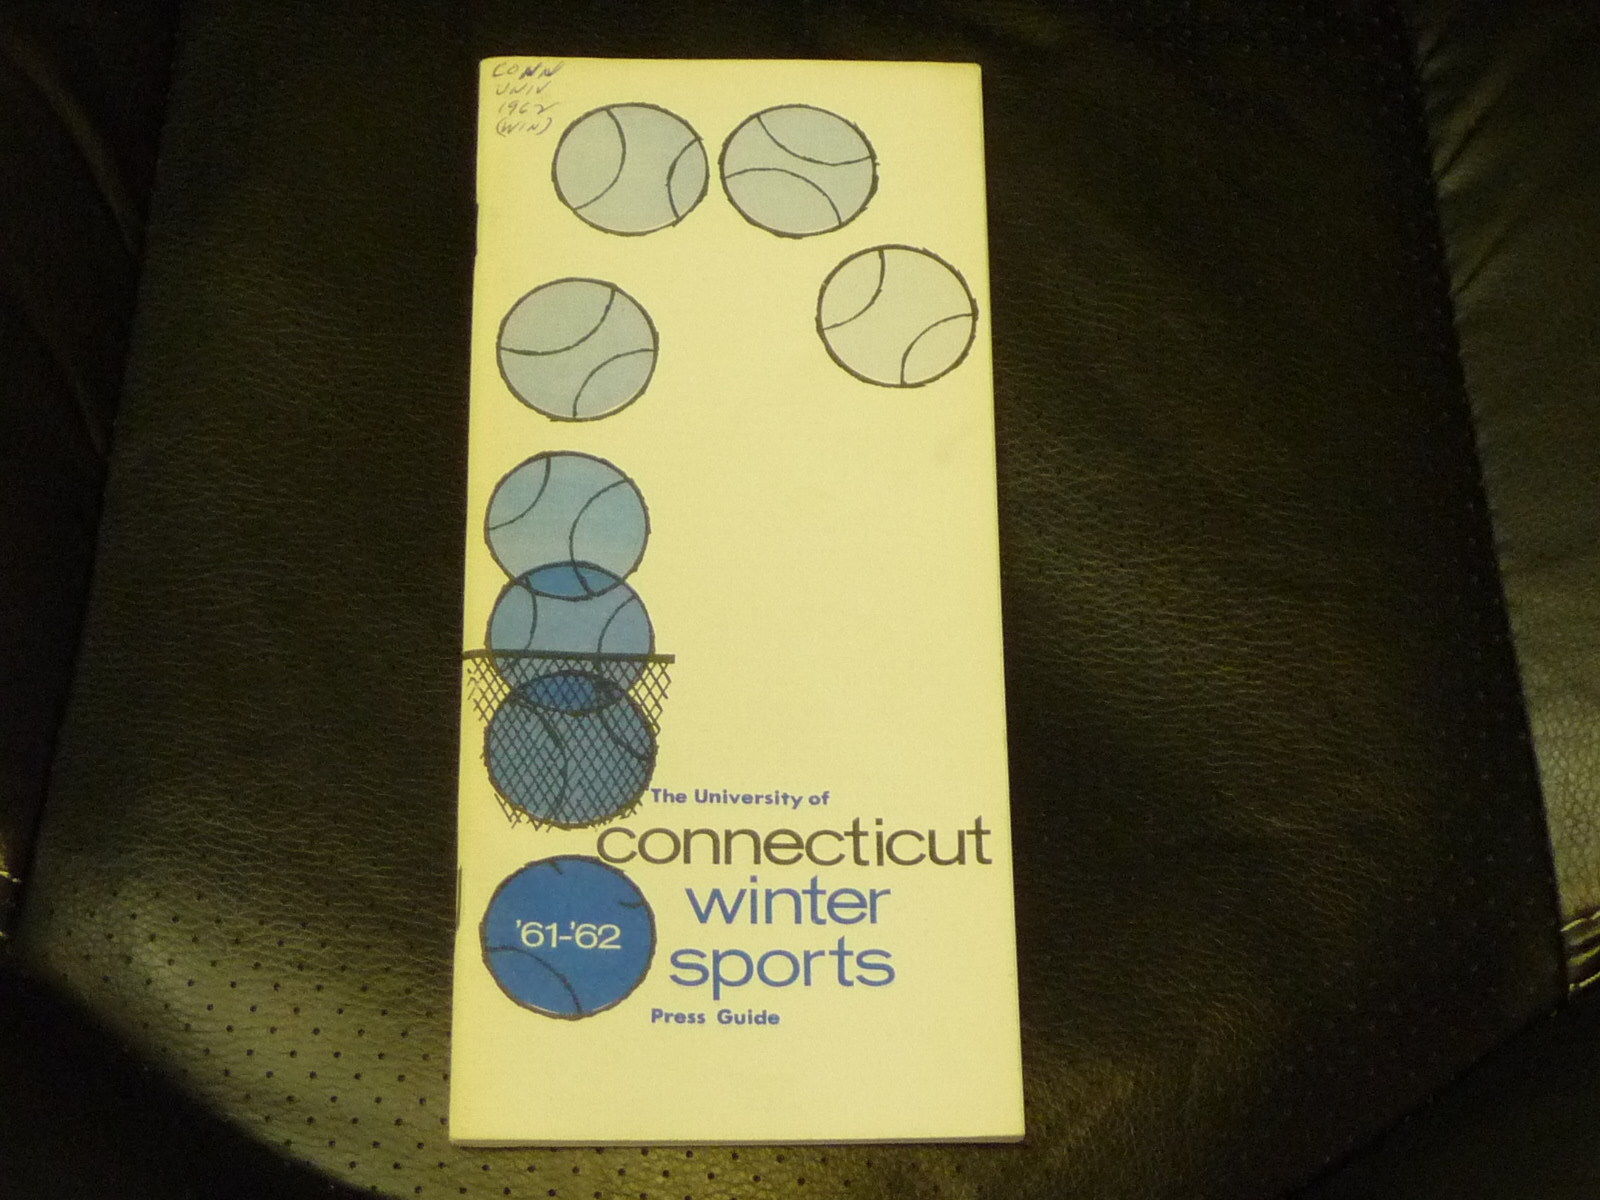 CONN
UNIV
1962
(WIN)
The University of
connecticut
winter
'61-'62
sports
Press Guide